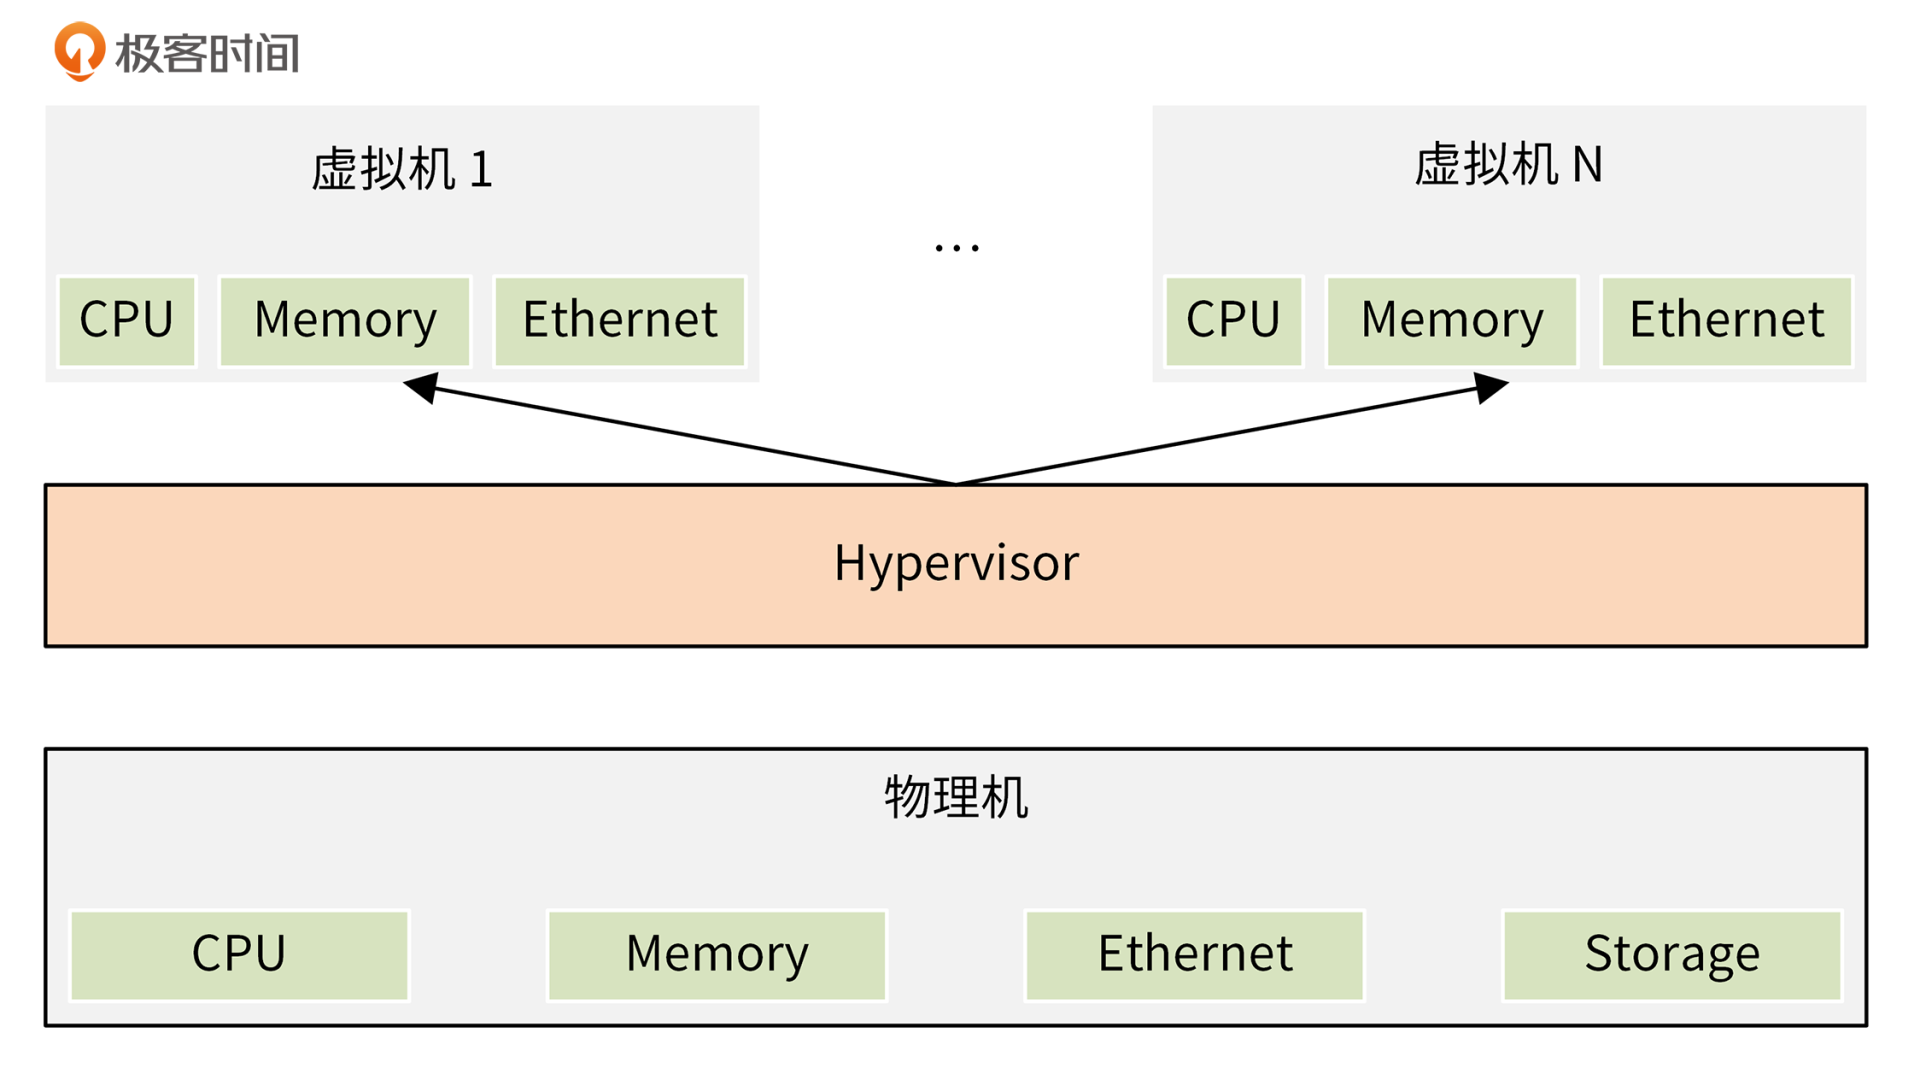 极客时间
虚拟机 1
虚拟机 N
...
CPU Memory Ethernet
CPU Memory Ethernet
Hypervisor
物理机
CPU Memory Ethernet Storage